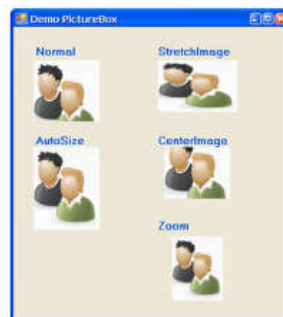 Demo PictureBox
Normal
StretchImage
AutoSize
CenterImage
Zoom